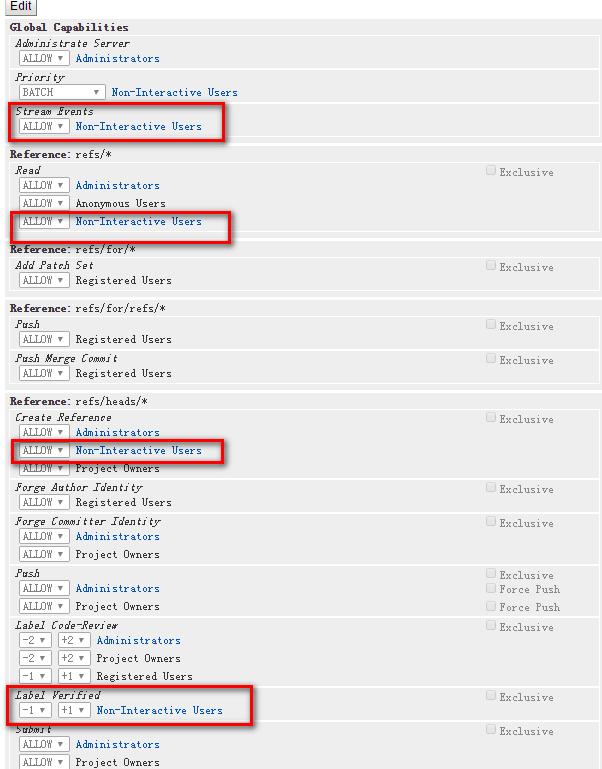 Edit
Global Capabilities
Administrate Server
ALLOW Administrators
Priority
BATCH Non-Interactive Users
Stream Events
ALLOW Non-Interactive Users
Reference: refs/*
Read Exclusive
ALLOW Administrators
ALLOW Anonymous Users
ALLOW Non-Interactive Users
Reference: refs/for/*
Add Patch Set Exclusive
ALLOW Registered Users
Reference: refs/for/refs/*
Push Exclusive
ALLOW Registered Users
Push Merge Commit Exclusive
ALLOW Registered Users
Reference: refs/heads/*
Create Reference Exclusive
ALLOW Administrators
ALLOW Non-Interactive Users
ALLOW Project Owners
Forge Author Identity Exclusive
ALLOW Registered Users
Forge Committer Identity Exclusive
ALLOW Administrators
ALLOW Project Owners
Push Exclusive
ALLOW Administrators Force Push
ALLOW Project Owners Force Push
Label Code-Review Exclusive
-2 +2 Administrators
-2 +2 Project Owners
-1 +1 Registered Users
Label Verified Exclusive
-1 +1 Non-Interactive Users
Submit Exclusive
ALLOW Administrators
ALLOW Project Owners